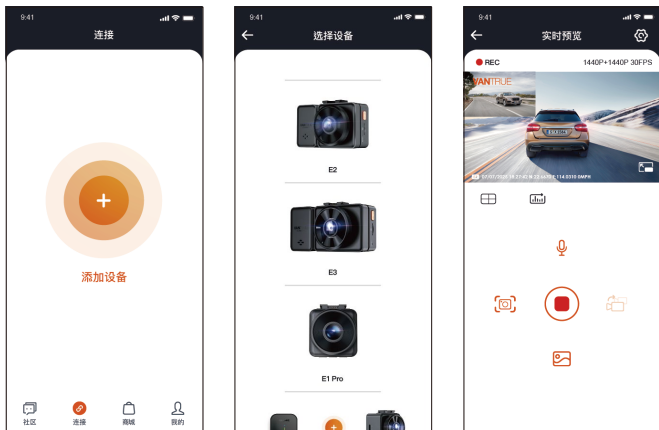 9:41
连接
添加设备
社区
连接
商城
我的
9:41
选择设备
E2
E3
E1 Pro
9:41
实时预览
REC
1440P+1440P 30FPS
VANTRUE